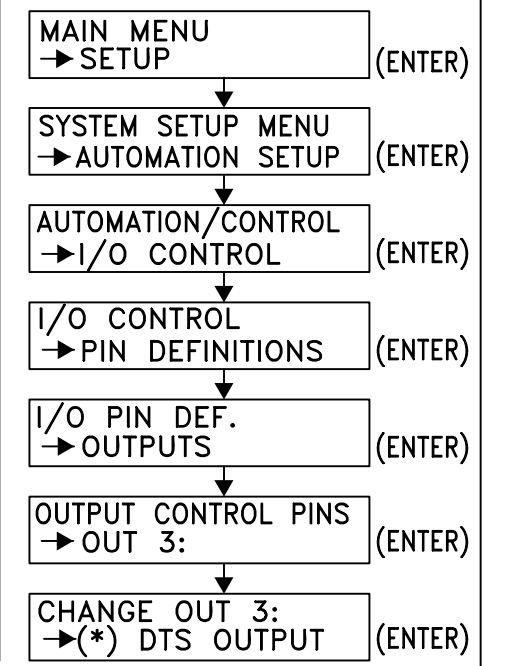 MAIN MENU
→ SETUP (ENTER)
SYSTEM SETUP MENU
→ AUTOMATION SETUP (ENTER)
AUTOMATION/CONTROL
→ I/O CONTROL (ENTER)
I/O CONTROL
→ PIN DEFINITIONS (ENTER)
I/O PIN DEF.
→ OUTPUTS (ENTER)
OUTPUT CONTROL PINS
→ OUT 3: (ENTER)
CHANGE OUT 3:
→ (*) DTS OUTPUT (ENTER)